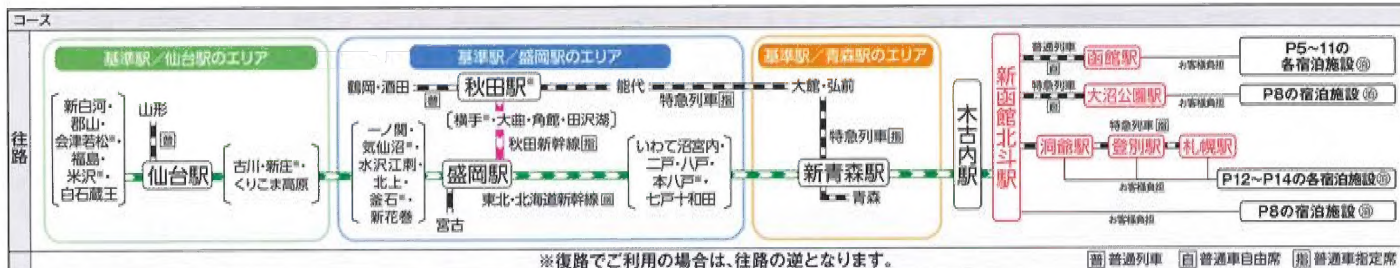 コース
往路
基準駅/仙台駅のエリア
新白河・
郡山・
会津若松※・
福島・
米沢※・
白石蔵王
山形
普
仙台駅
古川・新庄※・
くりこま高原
基準駅/盛岡駅のエリア
鶴岡・酒田
普
秋田駅※
能代
特急列車 指
〔横手※・大曲・角館・田沢湖〕
秋田新幹線 指
一ノ関・
気仙沼※・
水沢江刺・
北上・
釜石※・
新花巻
盛岡駅
宮古
東北・北海道新幹線 指
いわて沼宮内・
二戸・八戸・
本八戸※・
七戸十和田
基準駅/青森駅のエリア
大館・弘前
特急列車 指
新青森駅
青森
木古内駅
新函館北斗駅
普通列車
自
函館駅
お客様負担
P5~11の
各宿泊施設 泊
特急列車
自
大沼公園駅
お客様負担
P8の宿泊施設 泊
特急列車 指
洞爺駅
登別駅
札幌駅
お客様負担
P12~P14の各宿泊施設 泊
お客様負担
P8の宿泊施設 泊
※復路でご利用の場合は、往路の逆となります。
普 普通列車 自 普通車自由席 指 普通車指定席